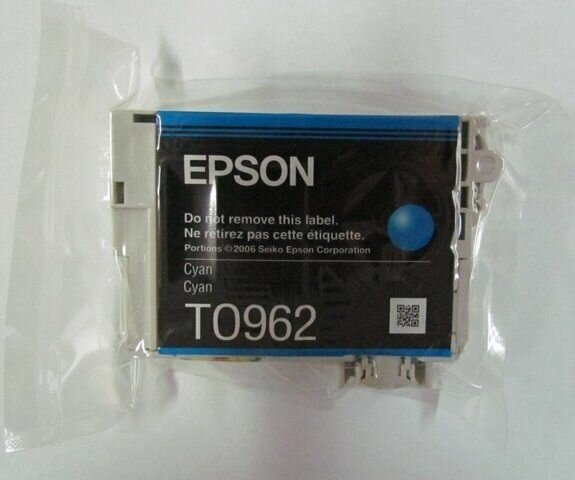 EPSON
Do not remove this label.
Ne retirez pas cette étiquette.
Portions ©2006 Seiko Epson Corporation
Cyan
Cyan
T0962